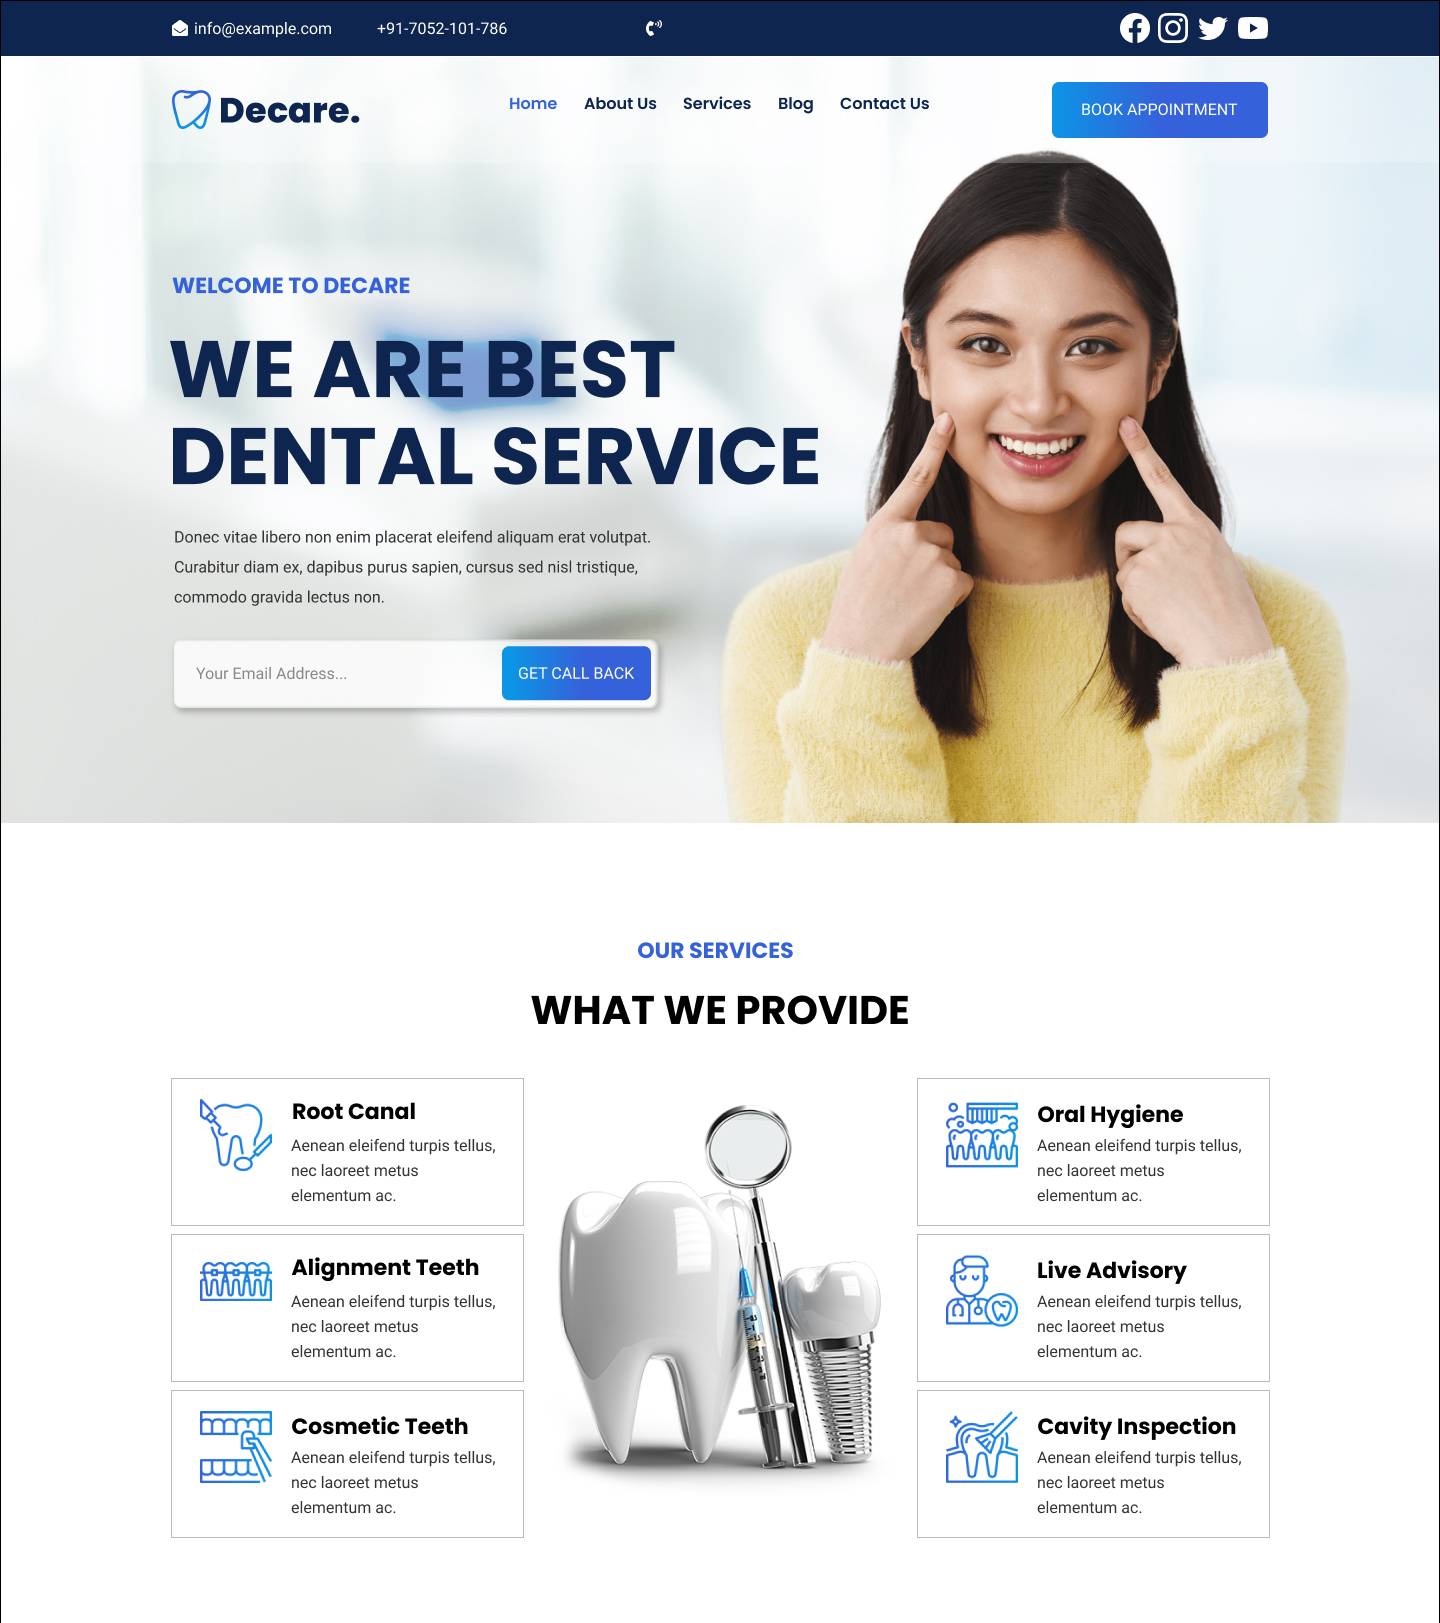 info@example.com
+91-7052-101-786
Decare.
Home
About Us
Services
Blog
Contact Us
BOOK APPOINTMENT
WELCOME TO DECARE
WE ARE BEST
DENTAL SERVICE
Donec vitae libero non enim placerat eleifend aliquam erat volutpat.
Curabitur diam ex, dapibus purus sapien, cursus sed nisl tristique,
commodo gravida lectus non.
Your Email Address...
GET CALL BACK
OUR SERVICES
WHAT WE PROVIDE
Root Canal
Aenean eleifend turpis tellus,
nec laoreet metus
elementum ac.
Alignment Teeth
Aenean eleifend turpis tellus,
nec laoreet metus
elementum ac.
Cosmetic Teeth
Aenean eleifend turpis tellus,
nec laoreet metus
elementum ac.
Oral Hygiene
Aenean eleifend turpis tellus,
nec laoreet metus
elementum ac.
Live Advisory
Aenean eleifend turpis tellus,
nec laoreet metus
elementum ac.
Cavity Inspection
Aenean eleifend turpis tellus,
nec laoreet metus
elementum ac.